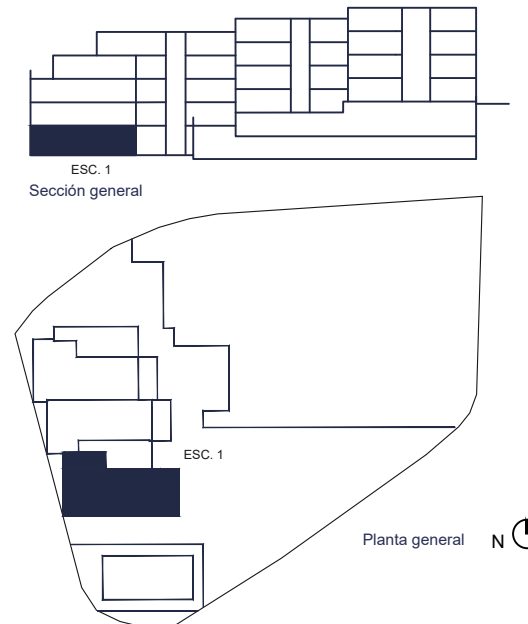 ESC. 1
Sección general
ESC. 1
Planta general
N